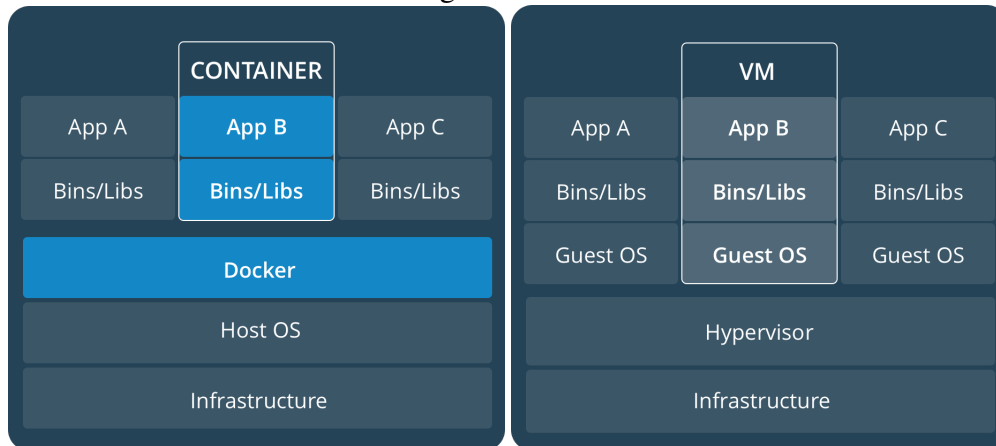 CONTAINER
App A App B App C
Bins/Libs Bins/Libs Bins/Libs
Docker
Host OS
Infrastructure
VM
App A App B App C
Bins/Libs Bins/Libs Bins/Libs
Guest OS Guest OS Guest OS
Hypervisor
Infrastructure